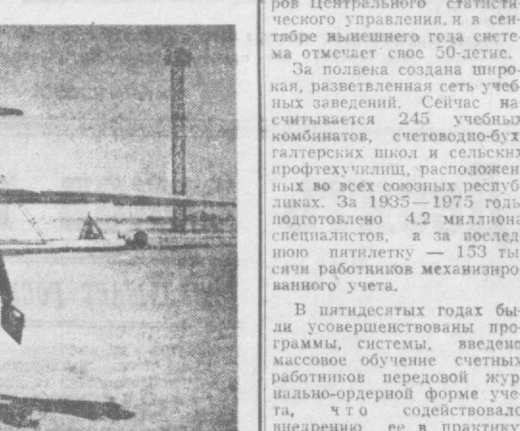 ров Центрального статисти-
ческого управления, и в сен-
тябре нынешнего года систе-
ма отмечает свое 50-летие.
За полвека создана широ-
кая, разветвленная сеть учеб-
ных заведений. Сейчас на-
считывается 245 учебных
комбинатов, счетоводно-бух
галтерских школ и сельских
профтехучилищ, расположен
ных во всех союзных респуб-
ликах. За 1935—1975 годы
подготовлено 4,2 миллиона
специалистов, а за послед-
нюю пятилетку — 153 ты-
сячи работников механизиро-
ванного учета.
В пятидесятых годах бы-
ли усовершенствованы про-
граммы, системы, введено
массовое обучение счетных
работников передовой жур
нально-ордерной форме уче-
та, что содействовало
внедрению ее в практику